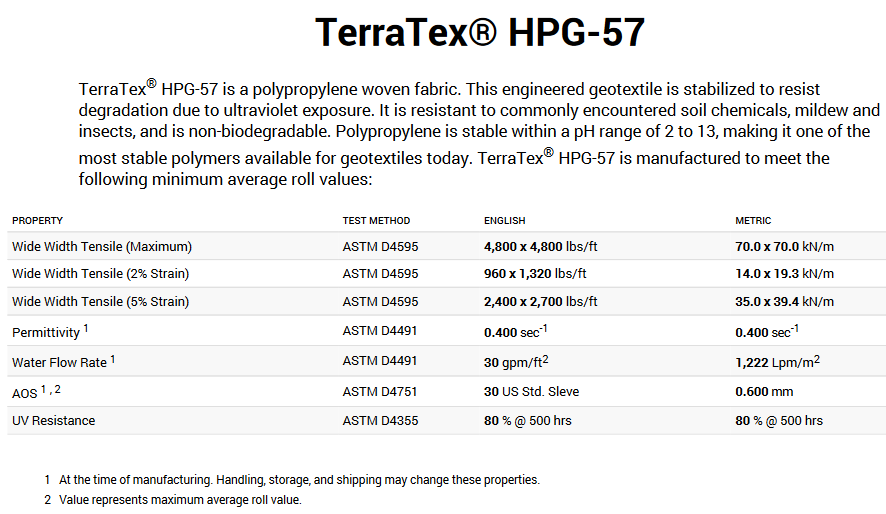 TerraTex® HPG-57
TerraTex® HPG-57 is a polypropylene woven fabric. This engineered geotextile is stabilized to resist
degradation due to ultraviolet exposure. It is resistant to commonly encountered soil chemicals, mildew and
insects, and is non-biodegradable. Polypropylene is stable within a pH range of 2 to 13, making it one of the
most stable polymers available for geotextiles today. TerraTex® HPG-57 is manufactured to meet the
following minimum average roll values:
PROPERTY TEST METHOD ENGLISH METRIC
Wide Width Tensile (Maximum) ASTM D4595 4,800 x 4,800 lbs/ft 70.0 x 70.0 kN/m
Wide Width Tensile (2% Strain) ASTM D4595 960 x 1,320 lbs/ft 14.0 x 19.3 kN/m
Wide Width Tensile (5% Strain) ASTM D4595 2,400 x 2,700 lbs/ft 35.0 x 39.4 kN/m
Permittivity 1 ASTM D4491 0.400 sec-1 0.400 sec-1
Water Flow Rate 1 ASTM D4491 30 gpm/ft2 1,222 Lpm/m2
AOS 1 , 2 ASTM D4751 30 US Std. Sleve 0.600 mm
UV Resistance ASTM D4355 80 % @ 500 hrs 80 % @ 500 hrs
1 At the time of manufacturing. Handling, storage, and shipping may change these properties.
2 Value represents maximum average roll value.